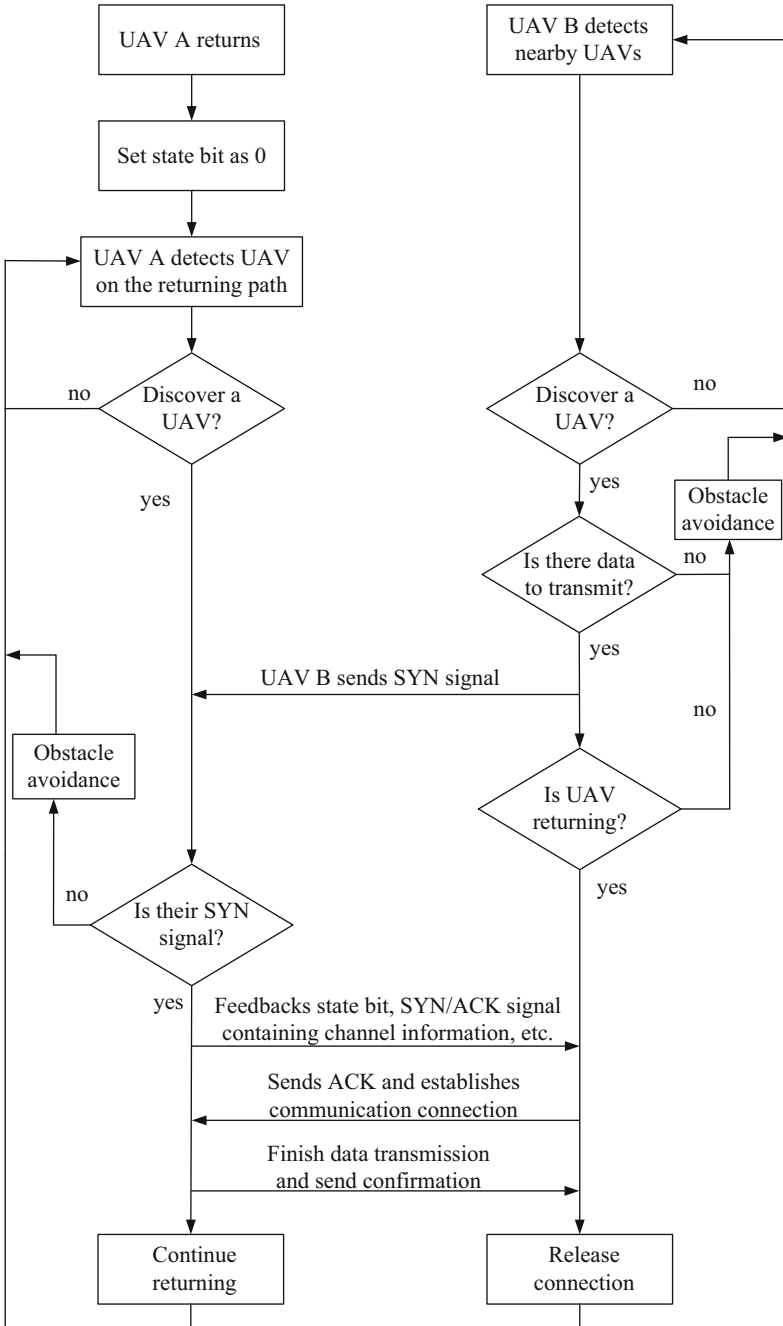 UAV A returns
UAV B detects
nearby UAVs
Set state bit as 0
UAV A detects UAV
on the returning path
no
Discover a
UAV?
Discover a
UAV?
no
yes
yes
Obstacle
avoidance
Is there data
to transmit?
no
yes
UAV B sends SYN signal
no
Obstacle
avoidance
Is UAV
returning?
yes
no
Is their SYN
signal?
yes
Feedbacks state bit, SYN/ACK signal
containing channel information, etc.
Sends ACK and establishes
communication connection
Finish data transmission
and send confirmation
Continue
returning
Release
connection